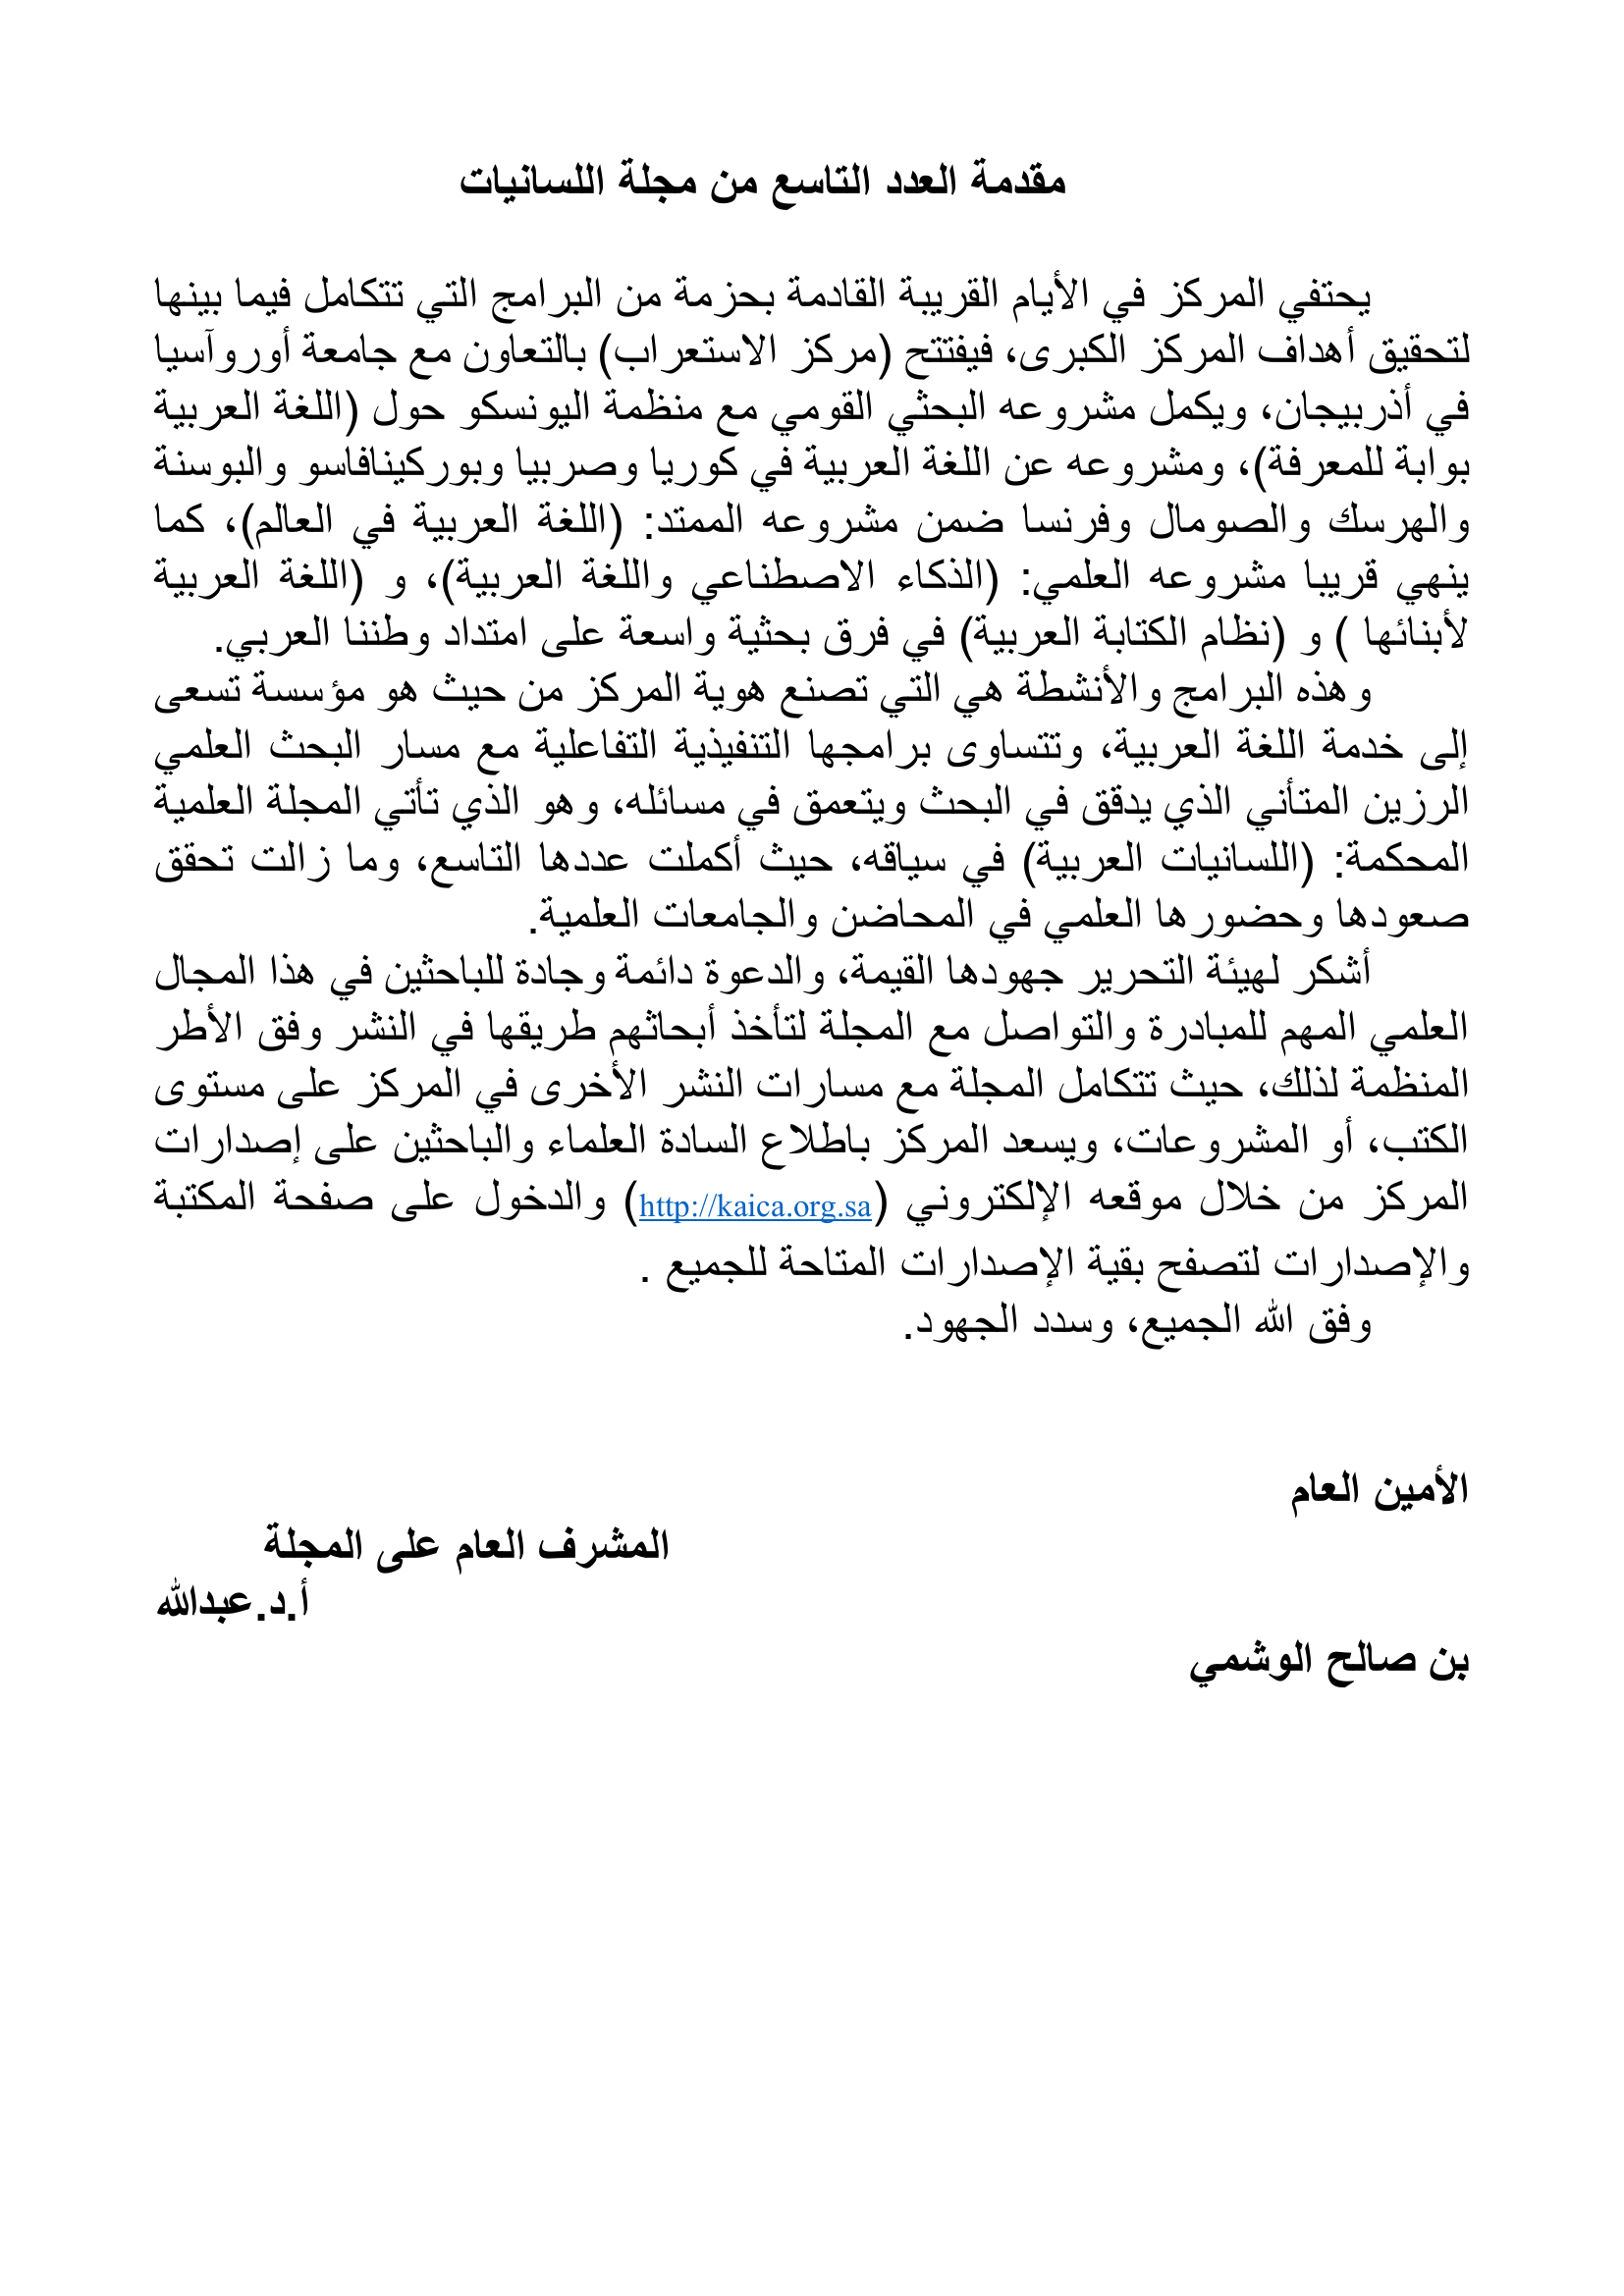 مقدمة العدد التاسع من مجلة اللسانيات
يحتفي المركز في الأيام القريبة القادمة بحزمة من البرامج التي تتكامل فيما بينها
لتحقيق أهداف المركز الكبرى، فيفتتح (مركز الاستعراب) بالتعاون مع جامعة أوروآسيا
في أذربيجان، ويكمل مشروعه البحثي القومي مع منظمة اليونسكو حول (اللغة العربية
بوابة للمعرفة)، ومشروعه عن اللغة العربية في كوريا وصربيا وبوركينافاسو والبوسنة
والهرسك والصومال وفرنسا ضمن مشروعه الممتد: (اللغة العربية في العالم)، كما
ينهي قريبا مشروعه العلمي: (الذكاء الاصطناعي واللغة العربية)، و (اللغة العربية
لأبنائها ) و (نظام الكتابة العربية) في فرق بحثية واسعة على امتداد وطننا العربي.
وهذه البرامج والأنشطة هي التي تصنع هوية المركز من حيث هو مؤسسة تسعى
إلى خدمة اللغة العربية، وتتساوى برامجها التنفيذية التفاعلية مع مسار البحث العلمي
الرزين المتأني الذي يدقق في البحث ويتعمق في مسائله، وهو الذي تأتي المجلة العلمية
المحكمة: (اللسانيات العربية) في سياقه، حيث أكملت عددها التاسع، وما زالت تحقق
صعودها وحضورها العلمي في المحاضن والجامعات العلمية.
أشكر لهيئة التحرير جهودها القيمة، والدعوة دائمة وجادة للباحثين في هذا المجال
العلمي المهم للمبادرة والتواصل مع المجلة لتأخذ أبحاثهم طريقها في النشر وفق الأطر
المنظمة لذلك، حيث تتكامل المجلة مع مسارات النشر الأخرى في المركز على مستوى
الكتب، أو المشروعات، ويسعد المركز باطلاع السادة العلماء والباحثين على إصدارات
المركز من خلال موقعه الإلكتروني (http://kaica.org.sa) والدخول على صفحة المكتبة
والإصدارات لتصفح بقية الإصدارات المتاحة للجميع .
وفق الله الجميع، وسدد الجهود.
الأمين العام
المشرف العام على المجلة
أ.د.عبدالله
بن صالح الوشمي